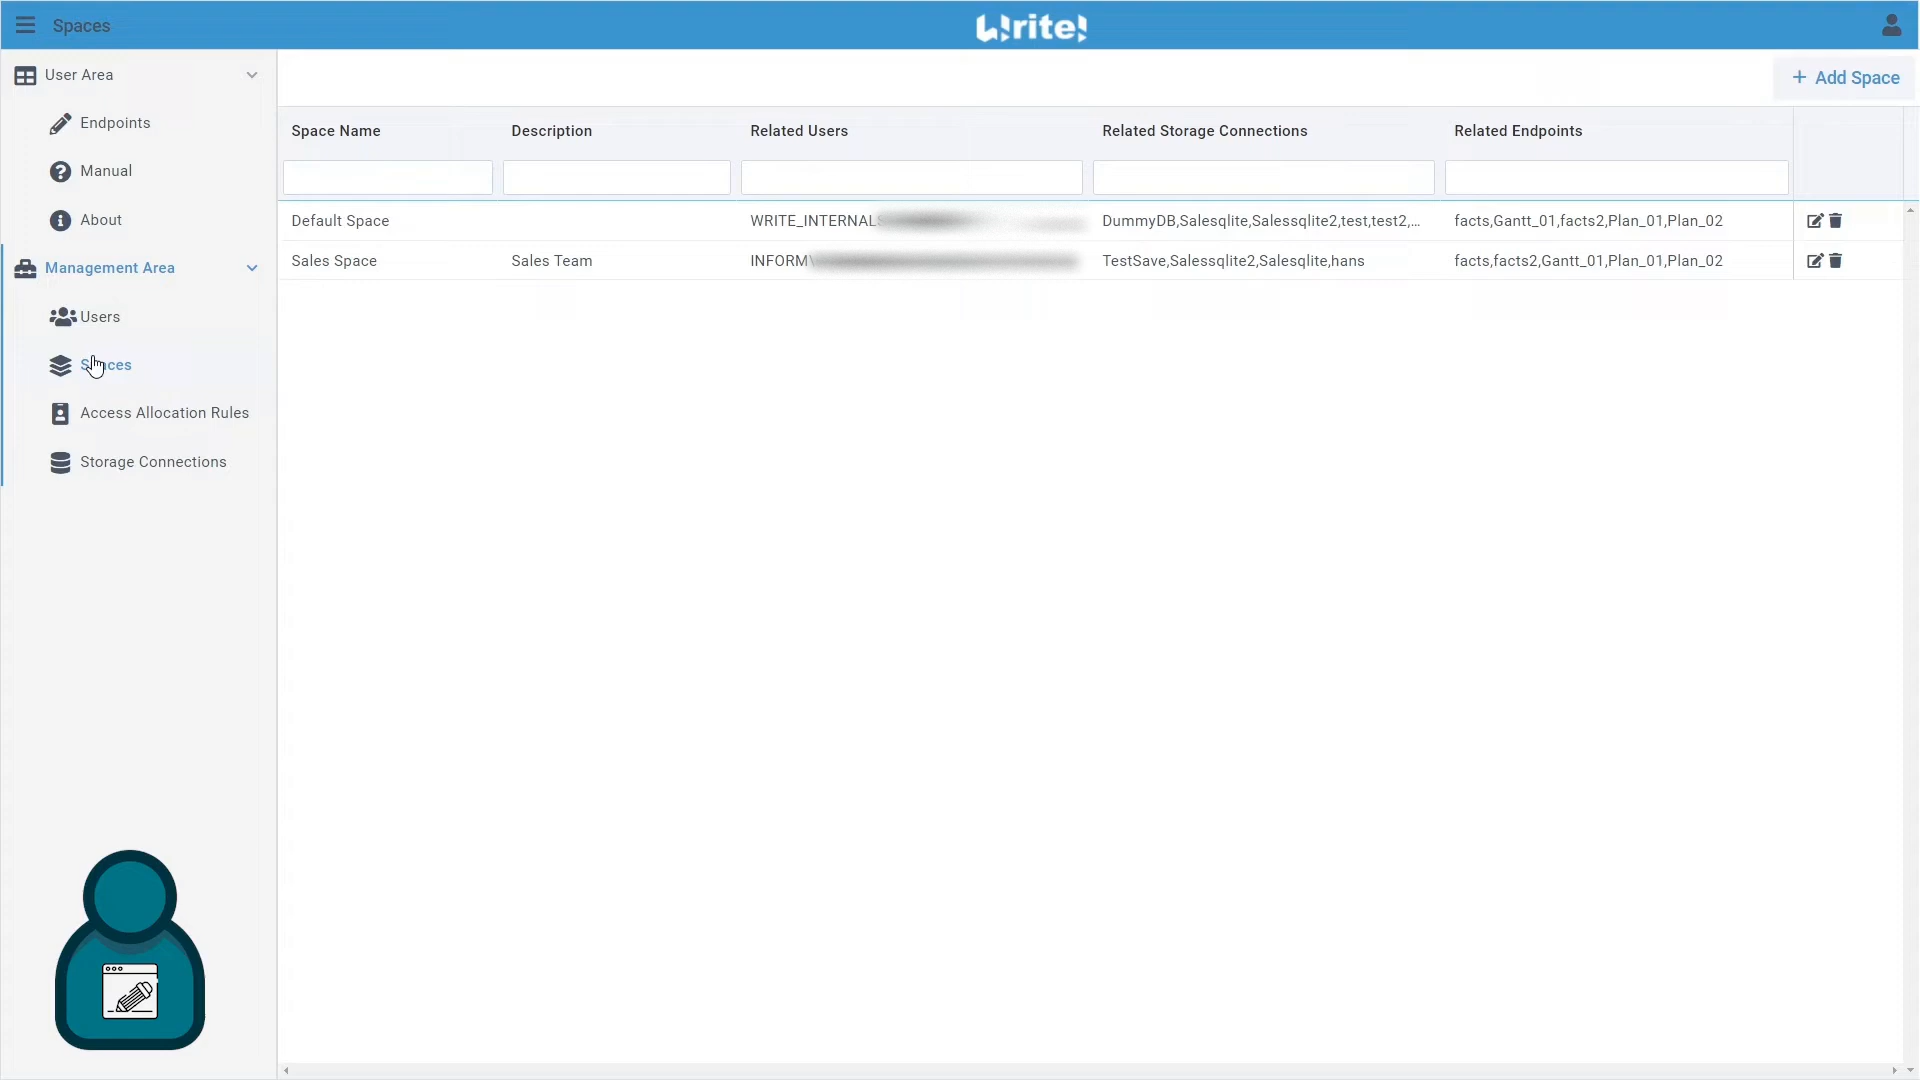 Spaces
Write!
User Area
+ Add Space
Endpoints
Manual
About
Management Area
Users
Spaces
Access Allocation Rules
Storage Connections
Space Name Description Related Users Related Storage Connections Related Endpoints
Default Space DummyDB,Salesqlite,Salessqlite2,test,test2,... facts,Gantt_01,facts2,Plan_01,Plan_02
Sales Space Sales Team TestSave,Salessqlite2,Salesqlite,hans facts,facts2,Gantt_01,Plan_01,Plan_02